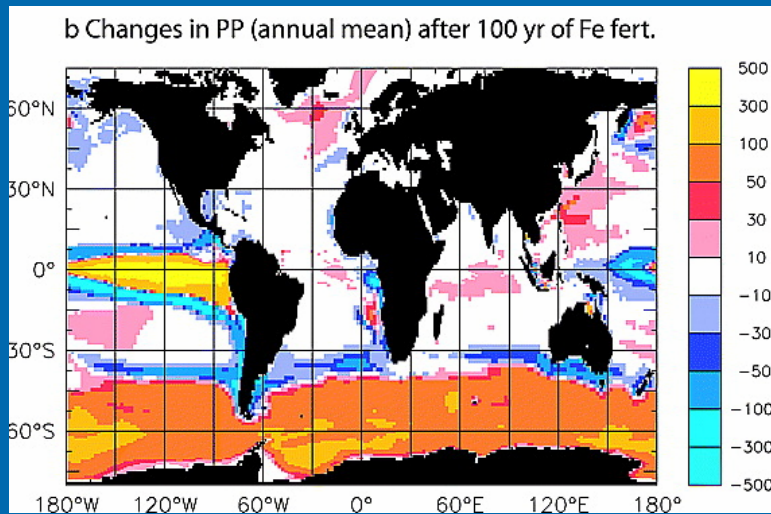 b Changes in PP (annual mean) after 100 yr of Fe fert.
500
60°N
300
100
30°N
50
30
0°
10
−10
−30
30°S
−50
−100
60°S
−300
−500
180°W 120°W 60°W 0° 60°E 120°E 180°